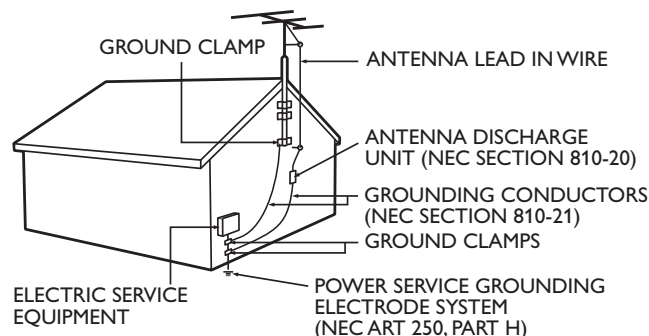 GROUND CLAMP
ANTENNA LEAD IN WIRE
ANTENNA DISCHARGE
UNIT (NEC SECTION 810-20)
GROUNDING CONDUCTORS
(NEC SECTION 810-21)
GROUND CLAMPS
ELECTRIC SERVICE
EQUIPMENT
POWER SERVICE GROUNDING
ELECTRODE SYSTEM
(NEC ART 250, PART H)